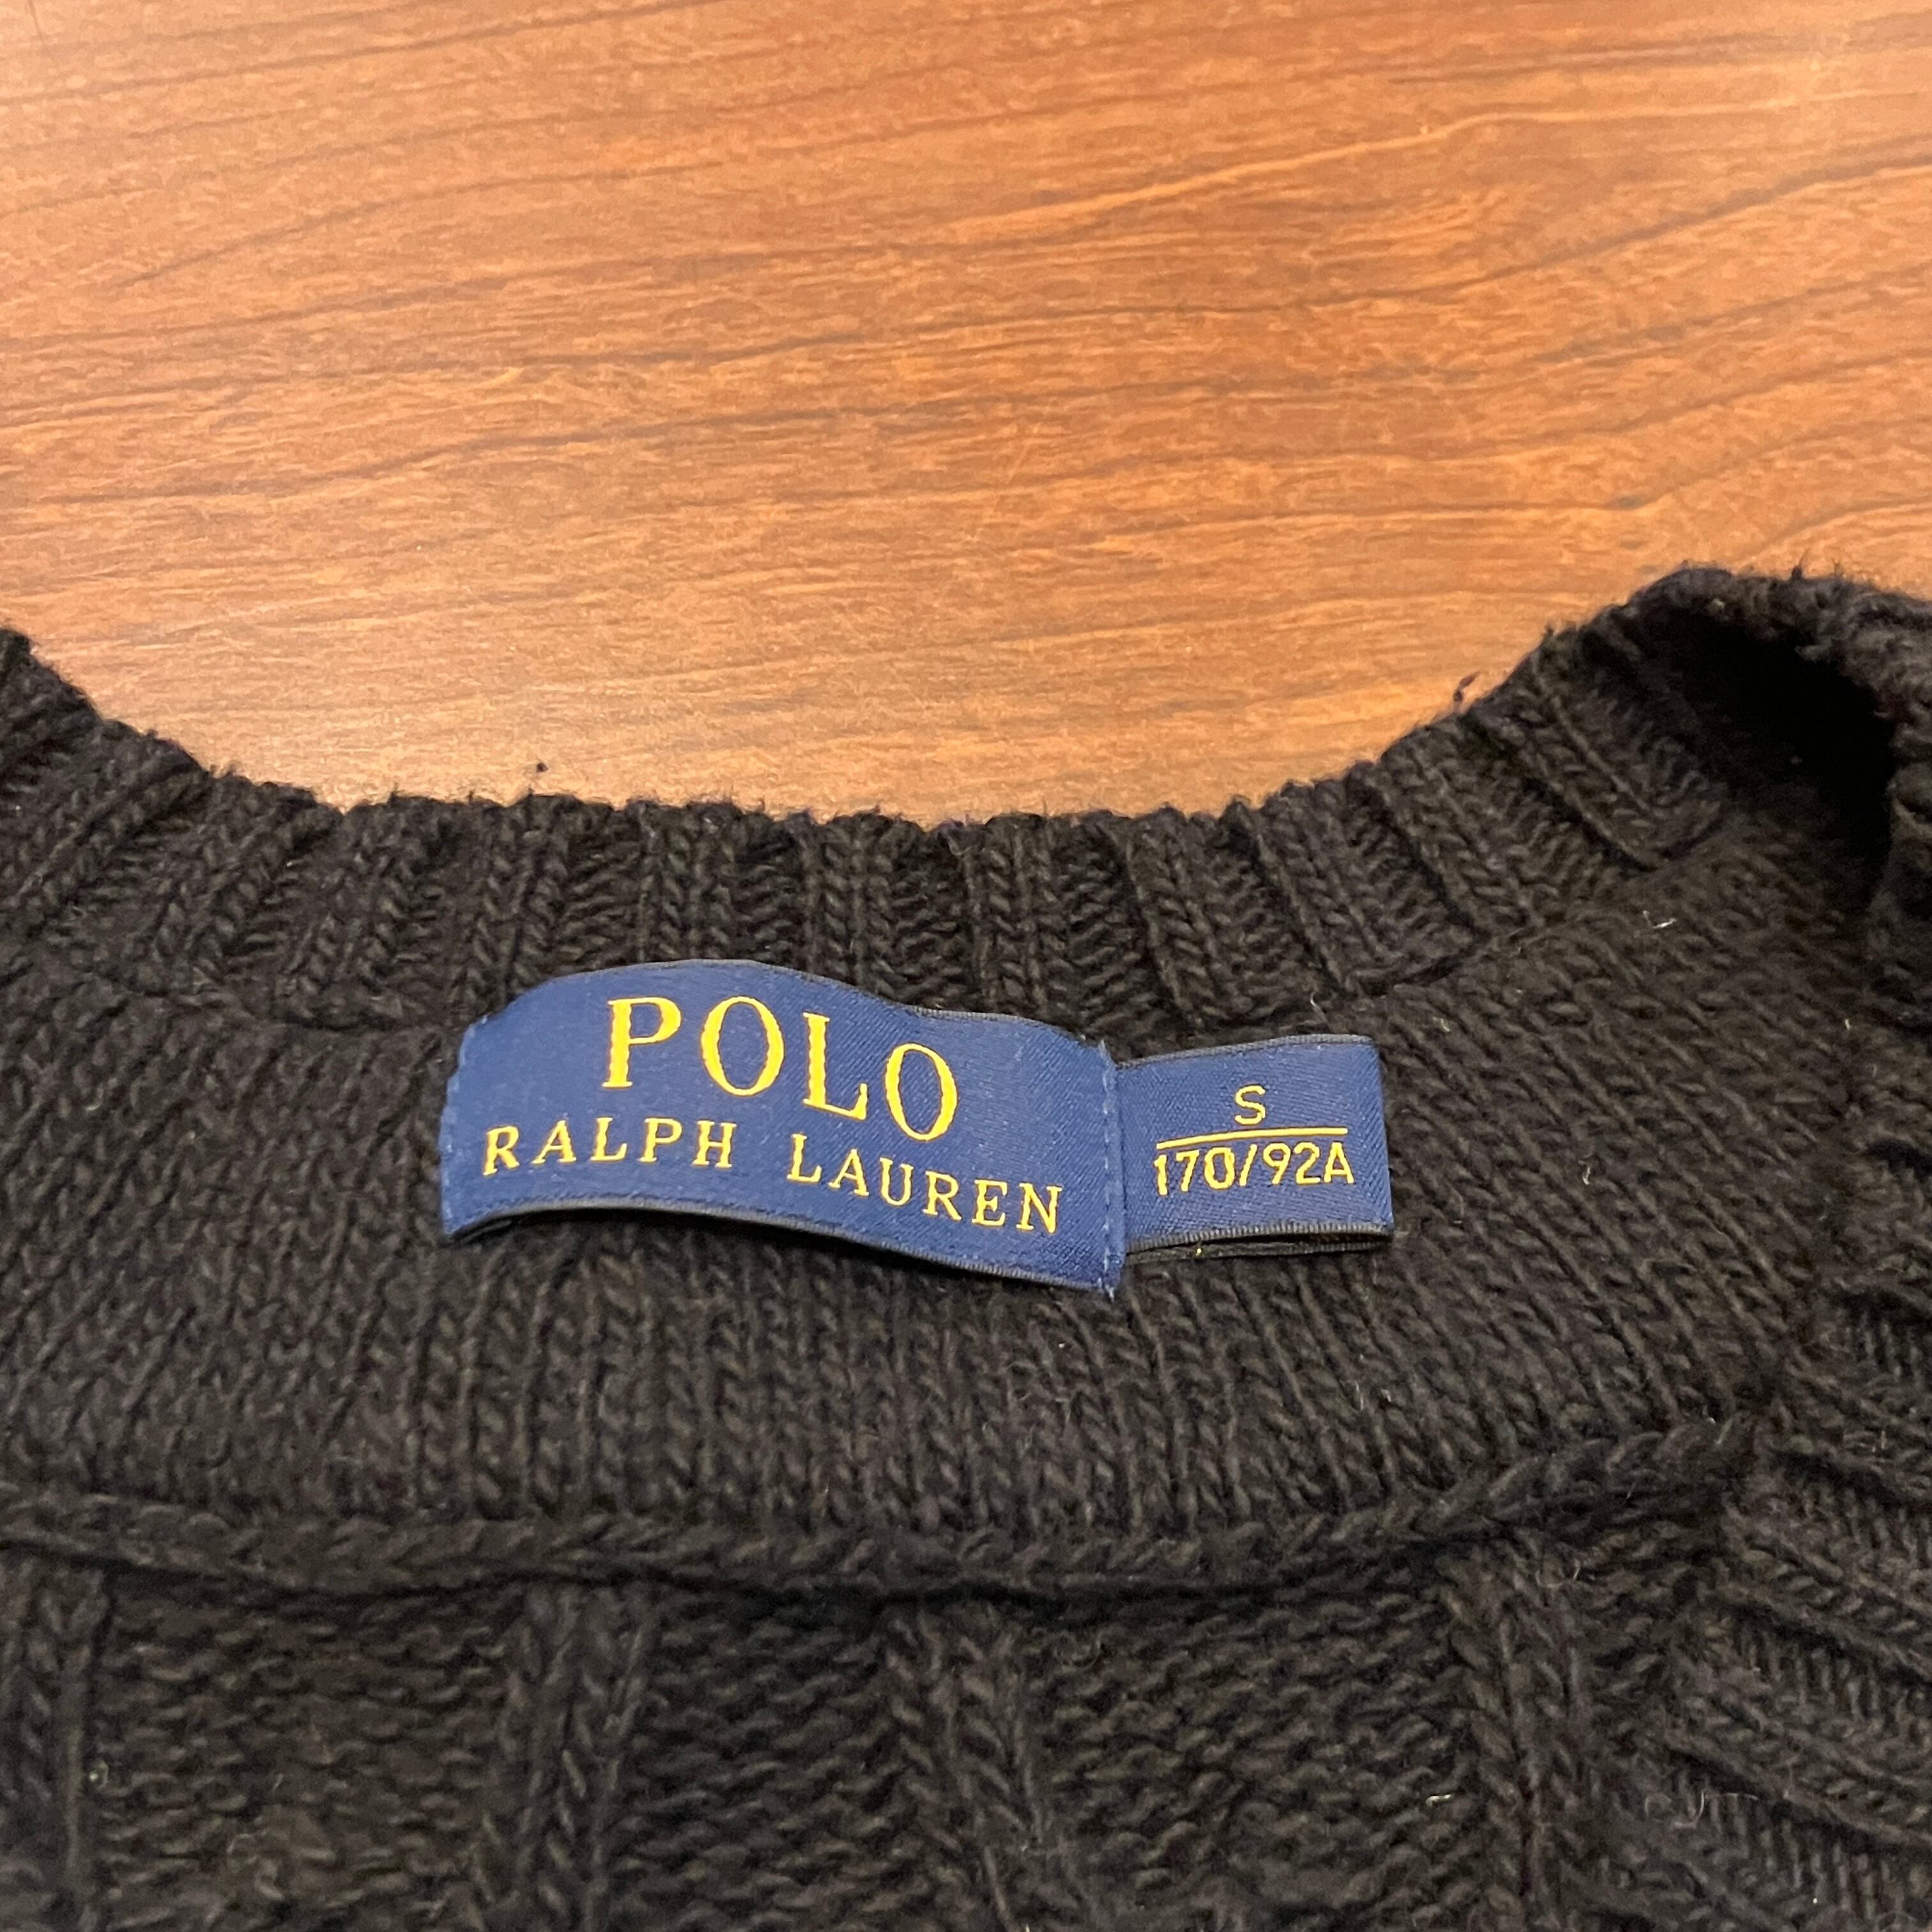 POLO
RALPH LAUREN
S
170/92A